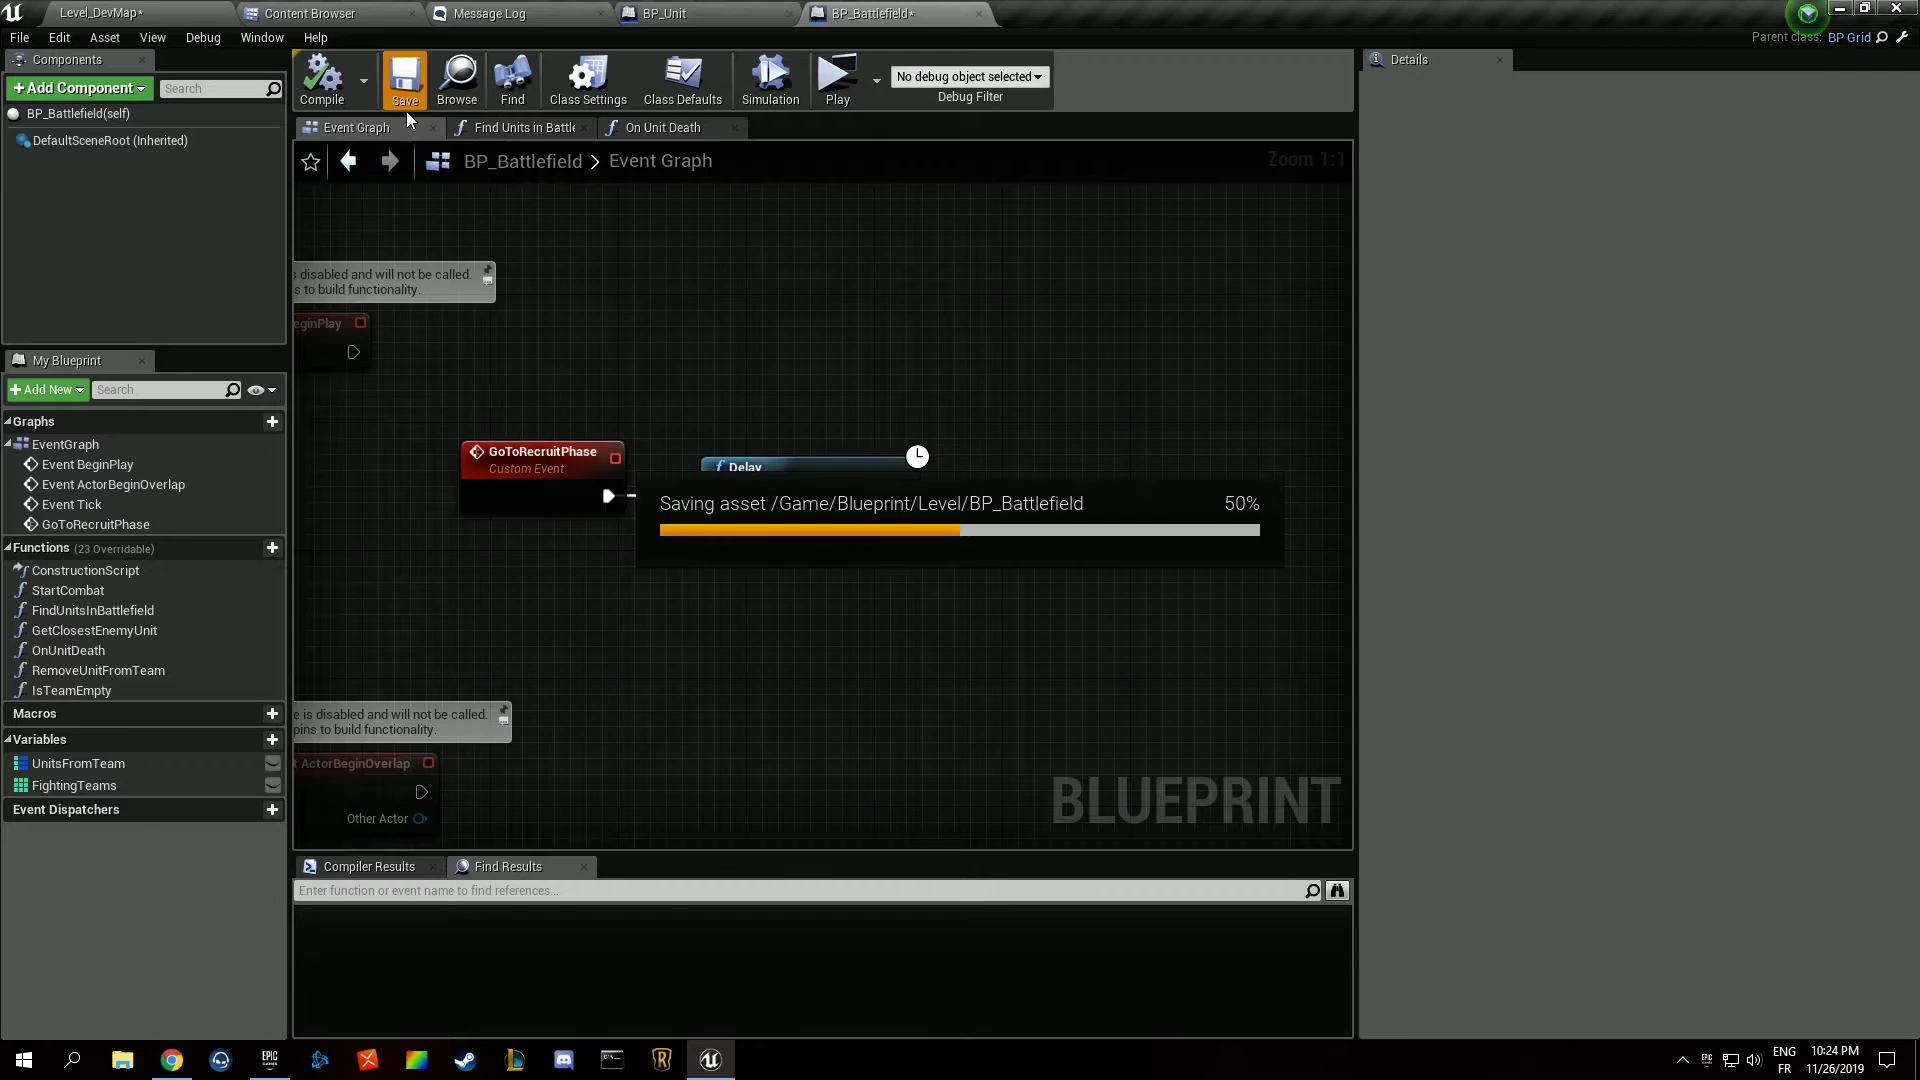 Level_DevMap*
Content Browser
Message Log
BP_Unit
BP_Battlefield*
File Edit Asset View Debug Window Help
Parent class: BP Grid
Components
+Add Component
Search
BP_Battlefield(self)
DefaultSceneRoot (Inherited)
Compile
Save
Browse
Find
Class Settings
Class Defaults
Simulation
Play
No debug object selected
Debug Filter
Details
Event Graph
Find Units in Battle
On Unit Death
BP_Battlefield > Event Graph
Zoom 1:1
s disabled and will not be called.
s to build functionality.
eginPlay
GoToRecruitPhase
Custom Event
Delay
Saving asset /Game/Blueprint/Level/BP_Battlefield 50%
e is disabled and will not be called.
pins to build functionality.
t ActorBeginOverlap
Other Actor
BLUEPRINT
My Blueprint
+Add New
Search
Graphs
EventGraph
Event BeginPlay
Event ActorBeginOverlap
Event Tick
GoToRecruitPhase
Functions (23 Overridable)
ConstructionScript
StartCombat
FindUnitsInBattlefield
GetClosestEnemyUnit
OnUnitDeath
RemoveUnitFromTeam
IsTeamEmpty
Macros
Variables
UnitsFromTeam
FightingTeams
Event Dispatchers
Compiler Results
Find Results
Enter function or event name to find references...
EPIC
GAMES
ENG
FR
10:24 PM
11/26/2019